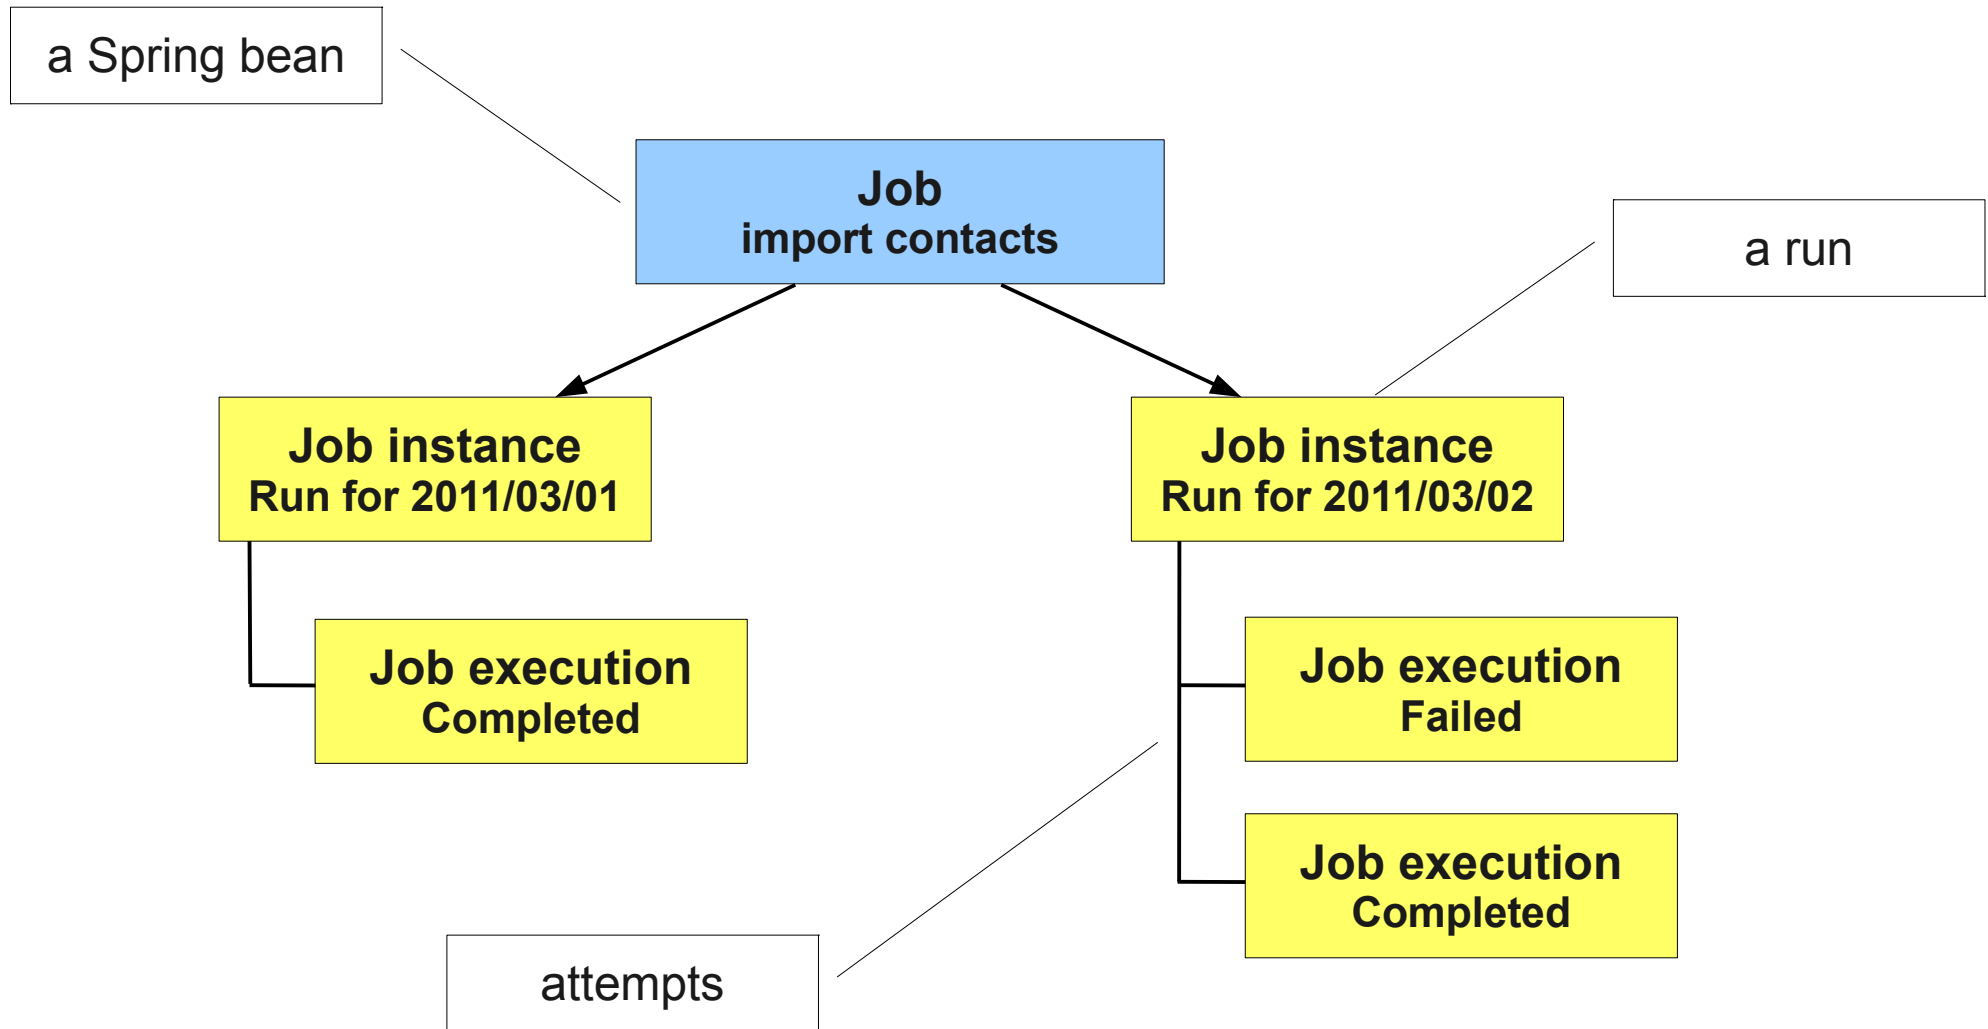 a Spring bean
Job
import contacts
a run
Job instance
Run for 2011/03/01
Job instance
Run for 2011/03/02
Job execution
Completed
Job execution
Failed
Job execution
Completed
attempts